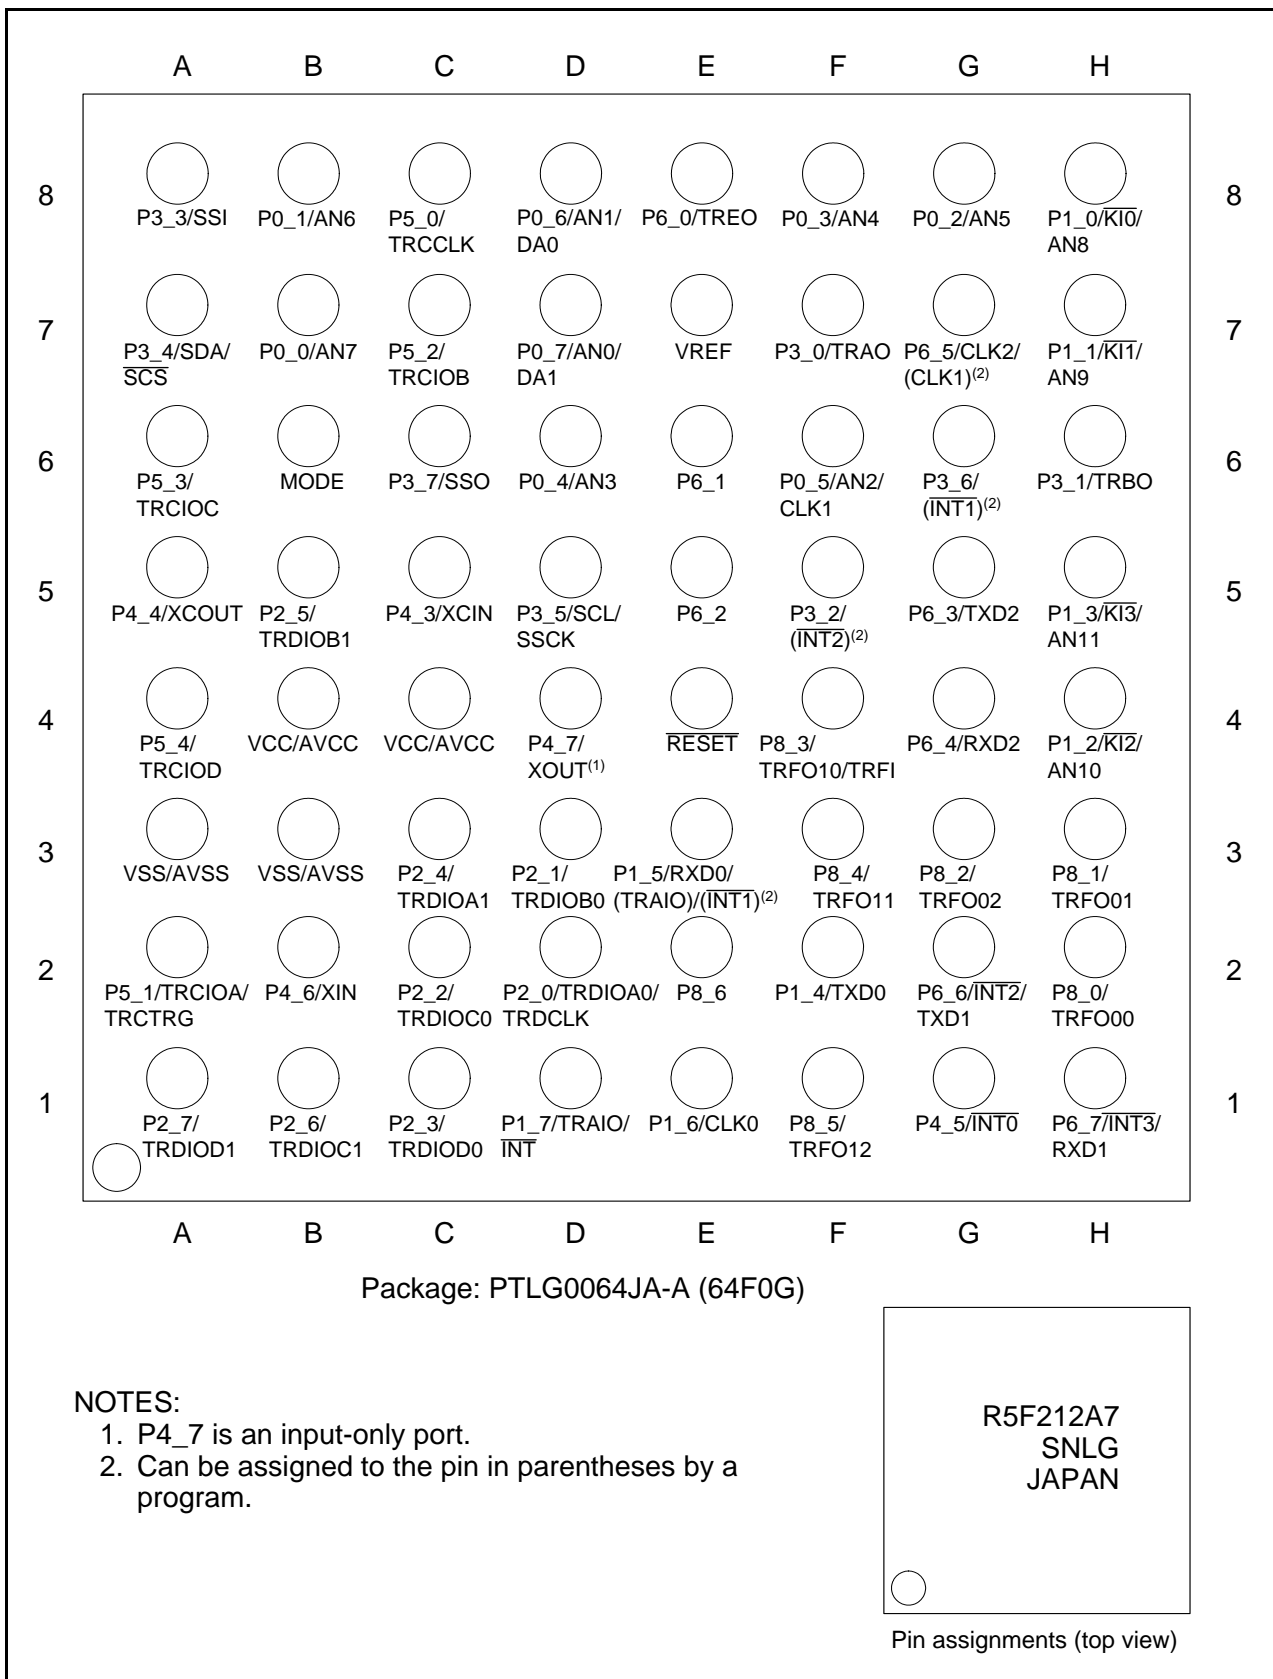 A B C D E F G H
8 8
P3_3/SSI P0_1/AN6 P5_0/ P0_6/AN1/ P6_0/TREO P0_3/AN4 P0_2/AN5 P1_0/KI0/
TRCCLK DA0 AN8
7 7
P3_4/SDA/ P0_0/AN7 P5_2/ P0_7/AN0/ VREF P3_0/TRAO P6_5/CLK2/ P1_1/KI1/
SCS TRCIOB DA1 (CLK1)(2) AN9
6 6
P5_3/ MODE P3_7/SSO P0_4/AN3 P6_1 P0_5/AN2/ P3_6/ P3_1/TRBO
TRCIOC CLK1 (INT1)(2)
5 5
P4_4/XCOUT P2_5/ P4_3/XCIN P3_5/SCL/ P6_2 P3_2/ P6_3/TXD2 P1_3/KI3/
TRDIOB1 SSCK (INT2)(2) AN11
4 4
P5_4/ VCC/AVCC VCC/AVCC P4_7/ RESET P8_3/ P6_4/RXD2 P1_2/KI2/
TRCIOD XOUT(1) TRFO10/TRFI AN10
3 3
VSS/AVSS VSS/AVSS P2_4/ P2_1/ P1_5/RXD0/ P8_4/ P8_2/ P8_1/
TRDIOA1 TRDIOB0 (TRAIO)/(INT1)(2) TRFO11 TRFO02 TRFO01
2 2
P5_1/TRCIOA/ P4_6/XIN P2_2/ P2_0/TRDIOA0/ P8_6 P1_4/TXD0 P6_6/INT2/ P8_0/
TRCTRG TRDIOC0 TRDCLK TXD1 TRFO00
1 1
P2_7/ P2_6/ P2_3/ P1_7/TRAIO/ P1_6/CLK0 P8_5/ P4_5/INT0 P6_7/INT3/
TRDIOD1 TRDIOC1 TRDIOD0 INT TRFO12 RXD1
A B C D E F G H
Package: PTLG0064JA-A (64F0G)
NOTES:
1. P4_7 is an input-only port.
2. Can be assigned to the pin in parentheses by a
program.
R5F212A7
SNLG
JAPAN
Pin assignments (top view)